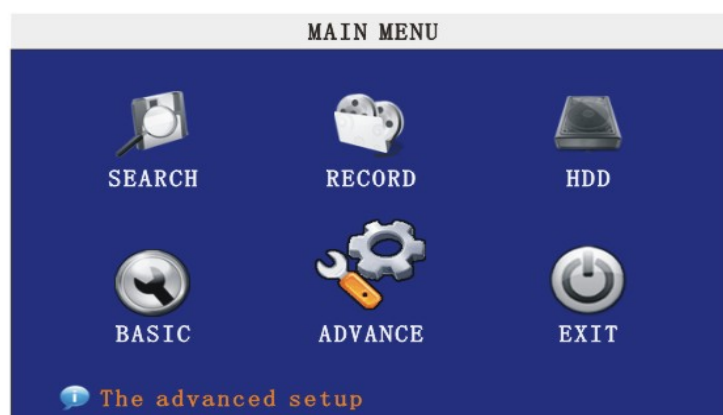 MAIN MENU
SEARCH RECORD HDD
BASIC ADVANCE EXIT
The advanced setup